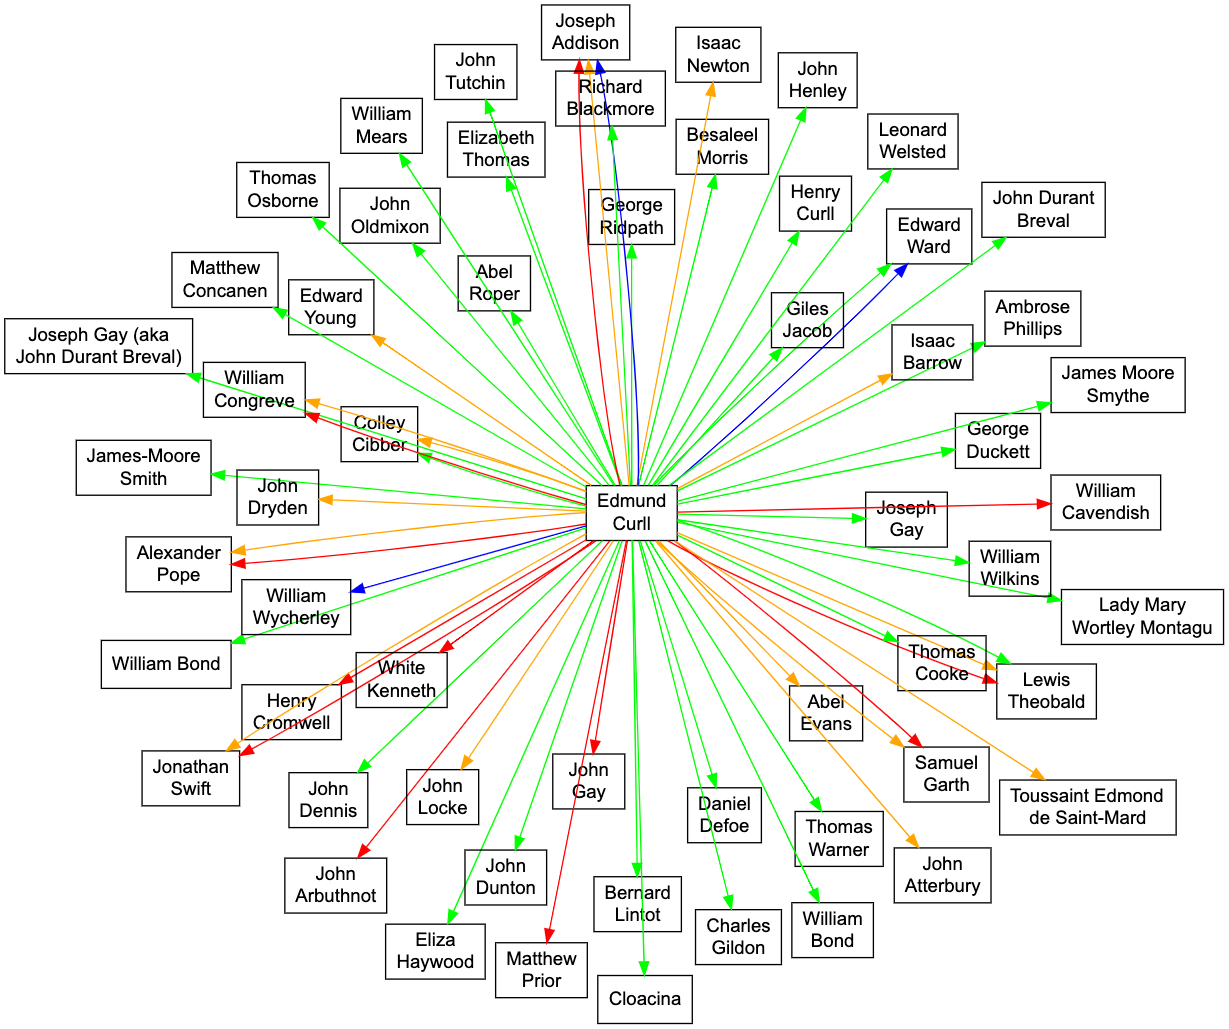 Joseph
Addison
Isaac
Newton
John
Tutchin
John
Henley
Richard
Blackmore
William
Mears
Elizabeth
Thomas
Besaleel
Morris
Leonard
Welsted
Thomas
Osborne
John
Oldmixon
George
Ridpath
Henry
Curll
Edward
Ward
John Durant
Breval
Matthew
Concanen
Abel
Roper
Edward
Young
Giles
Jacob
Ambrose
Phillips
Joseph Gay (aka
John Durant Breval)
Isaac
Barrow
William
Congreve
James Moore
Smythe
Colley
Cibber
George
Duckett
James-Moore
Smith
John
Dryden
Edmund
Curll
Joseph
Gay
William
Cavendish
Alexander
Pope
William
Wilkins
William
Wycherley
Lady Mary
Wortley Montagu
William Bond
White
Kenneth
Thomas
Cooke
Lewis
Theobald
Henry
Cromwell
Abel
Evans
Jonathan
Swift
John
Gay
Samuel
Garth
John
Dennis
John
Locke
Daniel
Defoe
Toussaint Edmond
de Saint-Mard
Thomas
Warner
John
Arbuthnot
John
Dunton
John
Atterbury
Bernard
Lintot
Charles
Gildon
William
Bond
Eliza
Haywood
Matthew
Prior
Cloacina